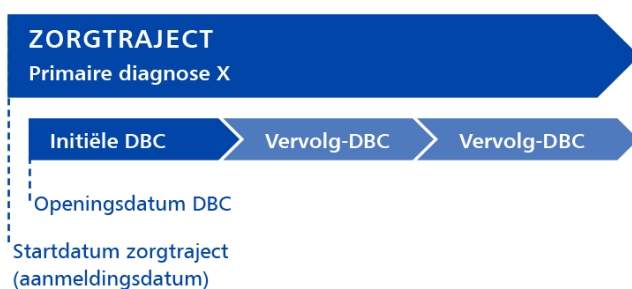 ZORGTRAJECT
Primaire diagnose X
Initiële DBC
Vervolg-DBC
Vervolg-DBC
Openingsdatum DBC
Startdatum zorgtraject
(aanmeldingsdatum)